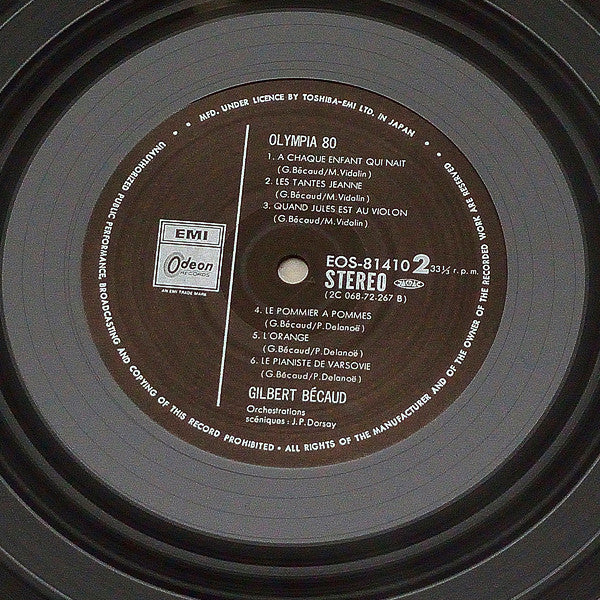 MFD. UNDER LICENCE BY TOSHIBA-EMI LTD. IN JAPAN
OLYMPIA 80
1. A CHAQUE ENFANT QUI NAIT
(G.Bécaud/M.Vidalin)
2. LES TANTES JEANNE
(G.Bécaud/M.Vidalin)
3. QUAND JULES EST AU VIOLON
(G.Bécaud/M.Vidalin)
EMI
Odeon
RECORDS
AN EMI TRADE MARK
EOS-81410 2 33⅓ r.p.m.
STEREO
(2C 068-72-267 B)
4. LE POMMIER A POMMES
(G.Bécaud/P.Delanoë)
5. L'ORANGE
(G.Bécaud/P.Delanoë)
6. LE PIANISTE DE VARSOVIE
(G.Bécaud/P.Delanoë)
GILBERT BÉCAUD
Orchestrations
scéniques : J.P.Dorsay
UNAUTHORIZED PUBLIC PERFORMANCE, BROADCASTING AND COPYING OF THIS RECORD PROHIBITED • ALL RIGHTS OF THE MANUFACTURER AND OF THE OWNER OF THE RECORDED WORK ARE RESERVED